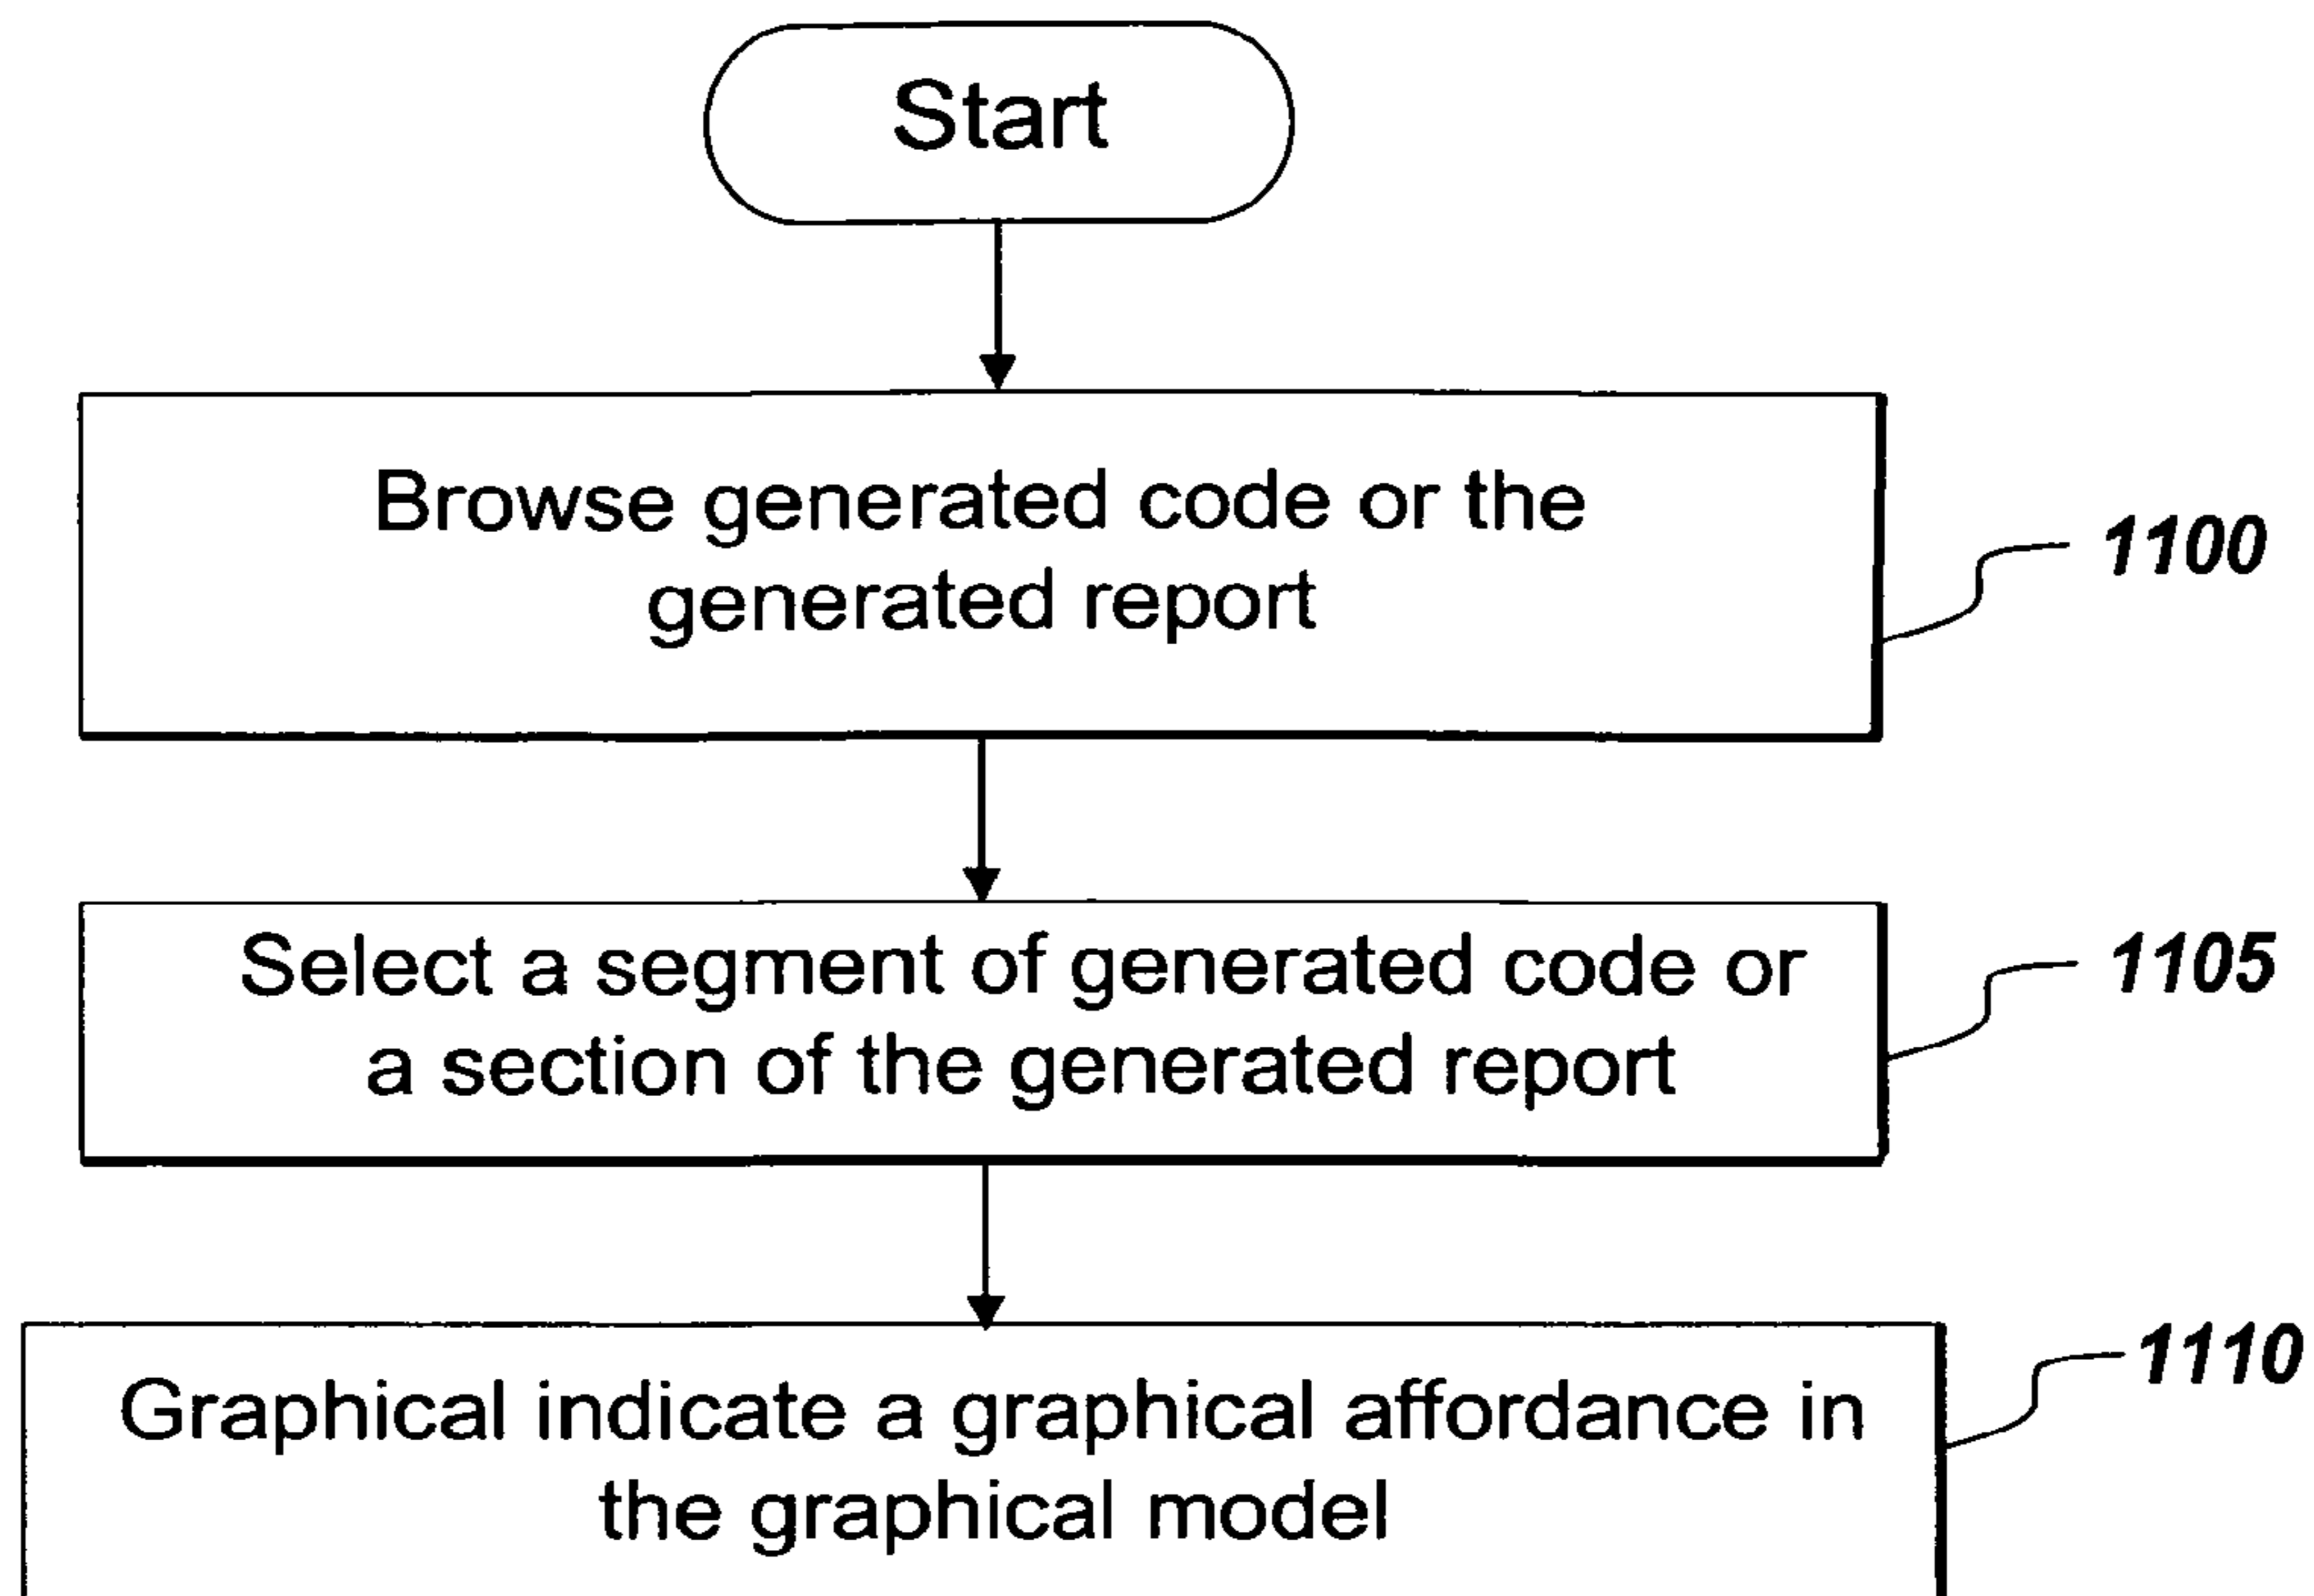 Start
Browse generated code or the
generated report
1100
Select a segment of generated code or
a section of the generated report
1105
Graphical indicate a graphical affordance in
the graphical model
1110